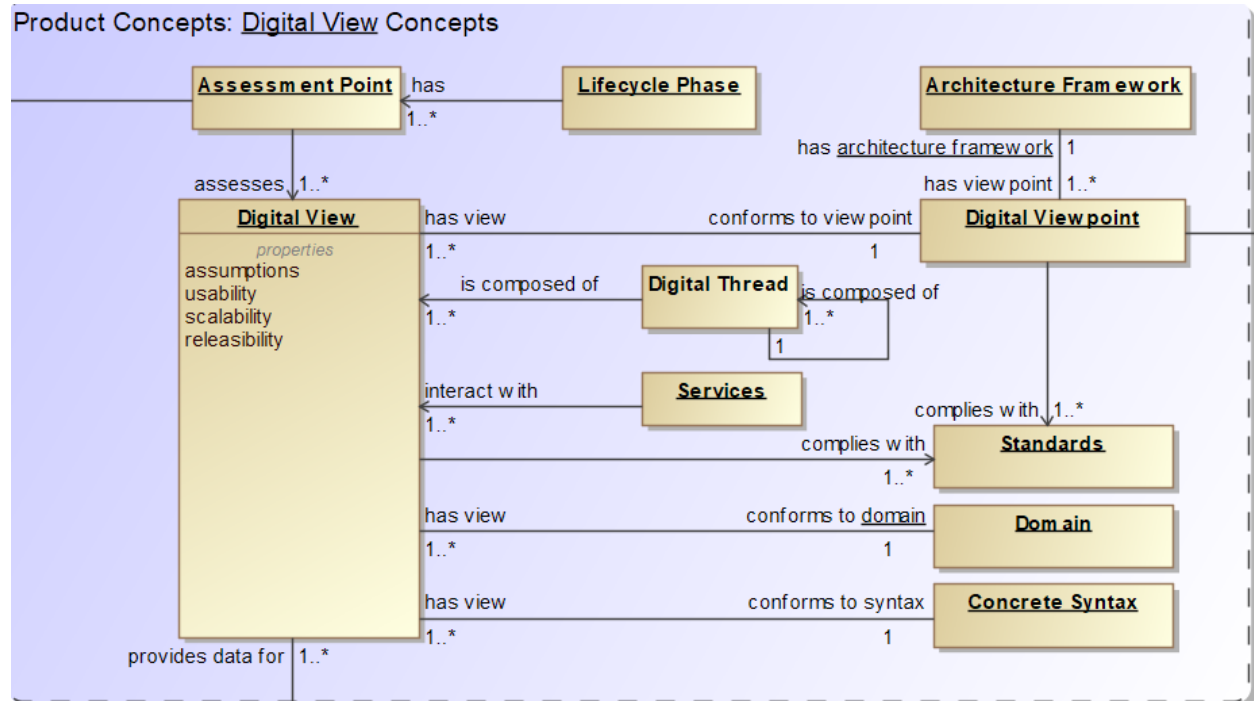 Product Concepts: Digital View Concepts
Assessment Point
has
1..*
Lifecycle Phase
Architecture Framework
has architecture framework
1
assesses
1..*
has view point
1..*
Digital View
properties
assumptions
usability
scalability
releasibility
has view
1..*
conforms to view point
1
Digital Viewpoint
is composed of
1..*
Digital Thread
is composed of
1..*
1
interact with
1..*
Services
complies with
1..*
complies with
1..*
Standards
has view
1..*
conforms to domain
1
Domain
has view
1..*
conforms to syntax
1
Concrete Syntax
provides data for
1..*